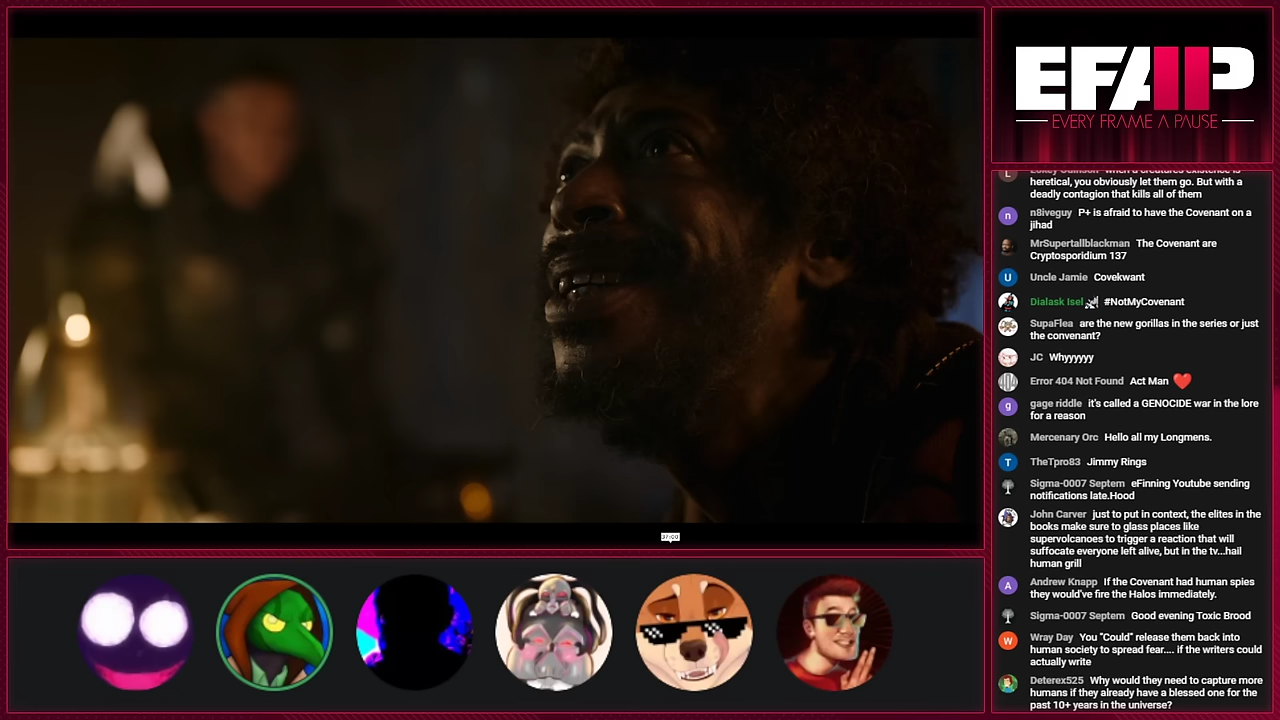 EFAP
EVERY FRAME A PAUSE
heretical, you obviously let them go. But with a
deadly contagion that kills all of them
n8iveguy P+ is afraid to have the Covenant on a
jihad
MrSupertallblackman The Covenant are
Cryptosporidium 137
Uncle Jamie Covekwant
Dialask Isel #NotMyCovenant
SupaFlea are the new gorillas in the series or just
the convenant?
JC Whyyyyyy
Error 404 Not Found Act Man ❤️
gage riddle it's called a GENOCIDE war in the lore
for a reason
Mercenary Orc Hello all my Longmens.
TheTpro83 Jimmy Rings
Sigma-0007 Septem eFinning Youtube sending
notifications late.Hood
John Carver just to put in context, the elites in the
books make sure to glass places like
supervolcanoes to trigger a reaction that will
suffocate everyone left alive, but in the tv...hail
human grill
Andrew Knapp If the Covenant had human spies
they would've fire the Halos immediately.
Sigma-0007 Septem Good evening Toxic Brood
Wray Day You "Could" release them back into
human society to spread fear.... if the writers could
actually write
Deterex525 Why would they need to capture more
humans if they already have a blessed one for the
past 10+ years in the universe?